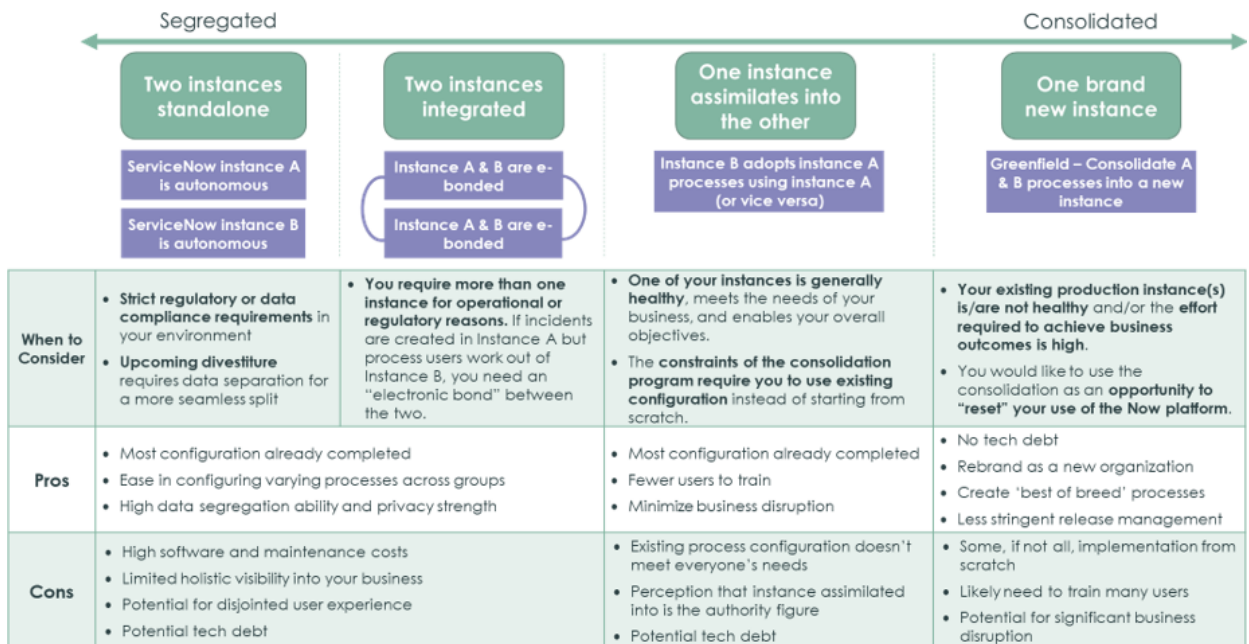 Segregated
Consolidated
Two instances
standalone
Two instances
integrated
One instance
assimilates into
the other
One brand
new instance
ServiceNow instance A
is autonomous
ServiceNow instance B
is autonomous
Instance A & B are e-
bonded
Instance A & B are e-
bonded
Instance B adopts instance A
processes using instance A
(or vice versa)
Greenfield – Consolidate A
& B processes into a new
instance
When to
Consider
• Strict regulatory or data
compliance requirements in
your environment
• Upcoming divestiture
requires data separation for
a more seamless split
• You require more than one
instance for operational or
regulatory reasons. If incidents
are created in Instance A but
process users work out of
Instance B, you need an
“electronic bond” between
the two.
• One of your instances is generally
healthy, meets the needs of your
business, and enables your overall
objectives.
• The constraints of the consolidation
program require you to use existing
configuration instead of starting from
scratch.
• Your existing production instance(s)
is/are not healthy and/or the effort
required to achieve business
outcomes is high.
• You would like to use the
consolidation as an opportunity to
“reset” your use of the Now platform.
Pros
• Most configuration already completed
• Ease in configuring varying processes across groups
• High data segregation ability and privacy strength
• Most configuration already completed
• Fewer users to train
• Minimize business disruption
• No tech debt
• Rebrand as a new organization
• Create ‘best of breed’ processes
• Less stringent release management
Cons
• High software and maintenance costs
• Limited holistic visibility into your business
• Potential for disjointed user experience
• Potential tech debt
• Existing process configuration doesn’t
meet everyone’s needs
• Perception that instance assimilated
into is the authority figure
• Potential tech debt
• Some, if not all, implementation from
scratch
• Likely need to train many users
• Potential for significant business
disruption